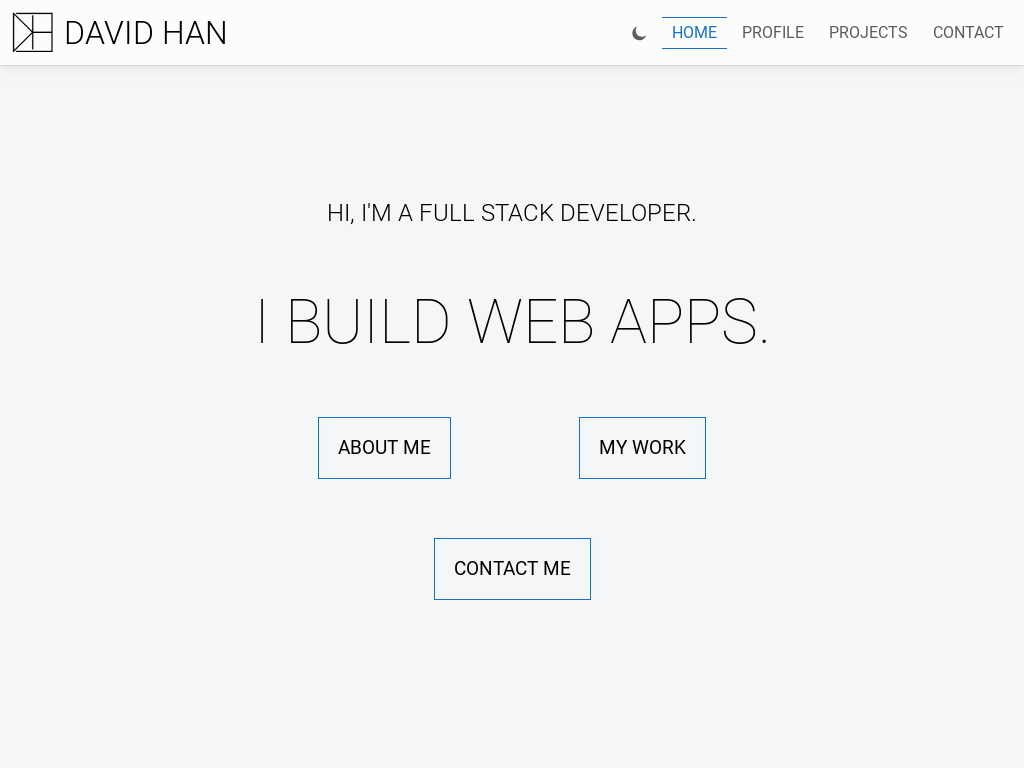 DAVID HAN
HOME PROFILE PROJECTS CONTACT
HI, I'M A FULL STACK DEVELOPER.
I BUILD WEB APPS.
ABOUT ME
MY WORK
CONTACT ME